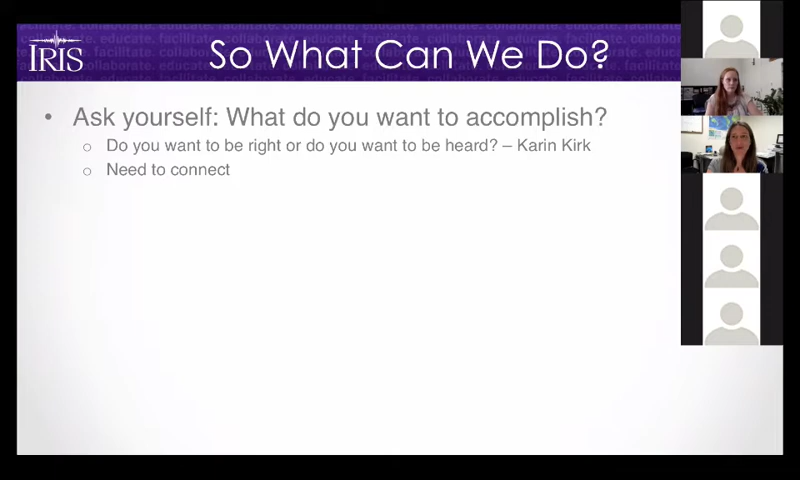 IRIS
So What Can We Do?
• Ask yourself: What do you want to accomplish?
○ Do you want to be right or do you want to be heard? – Karin Kirk
○ Need to connect